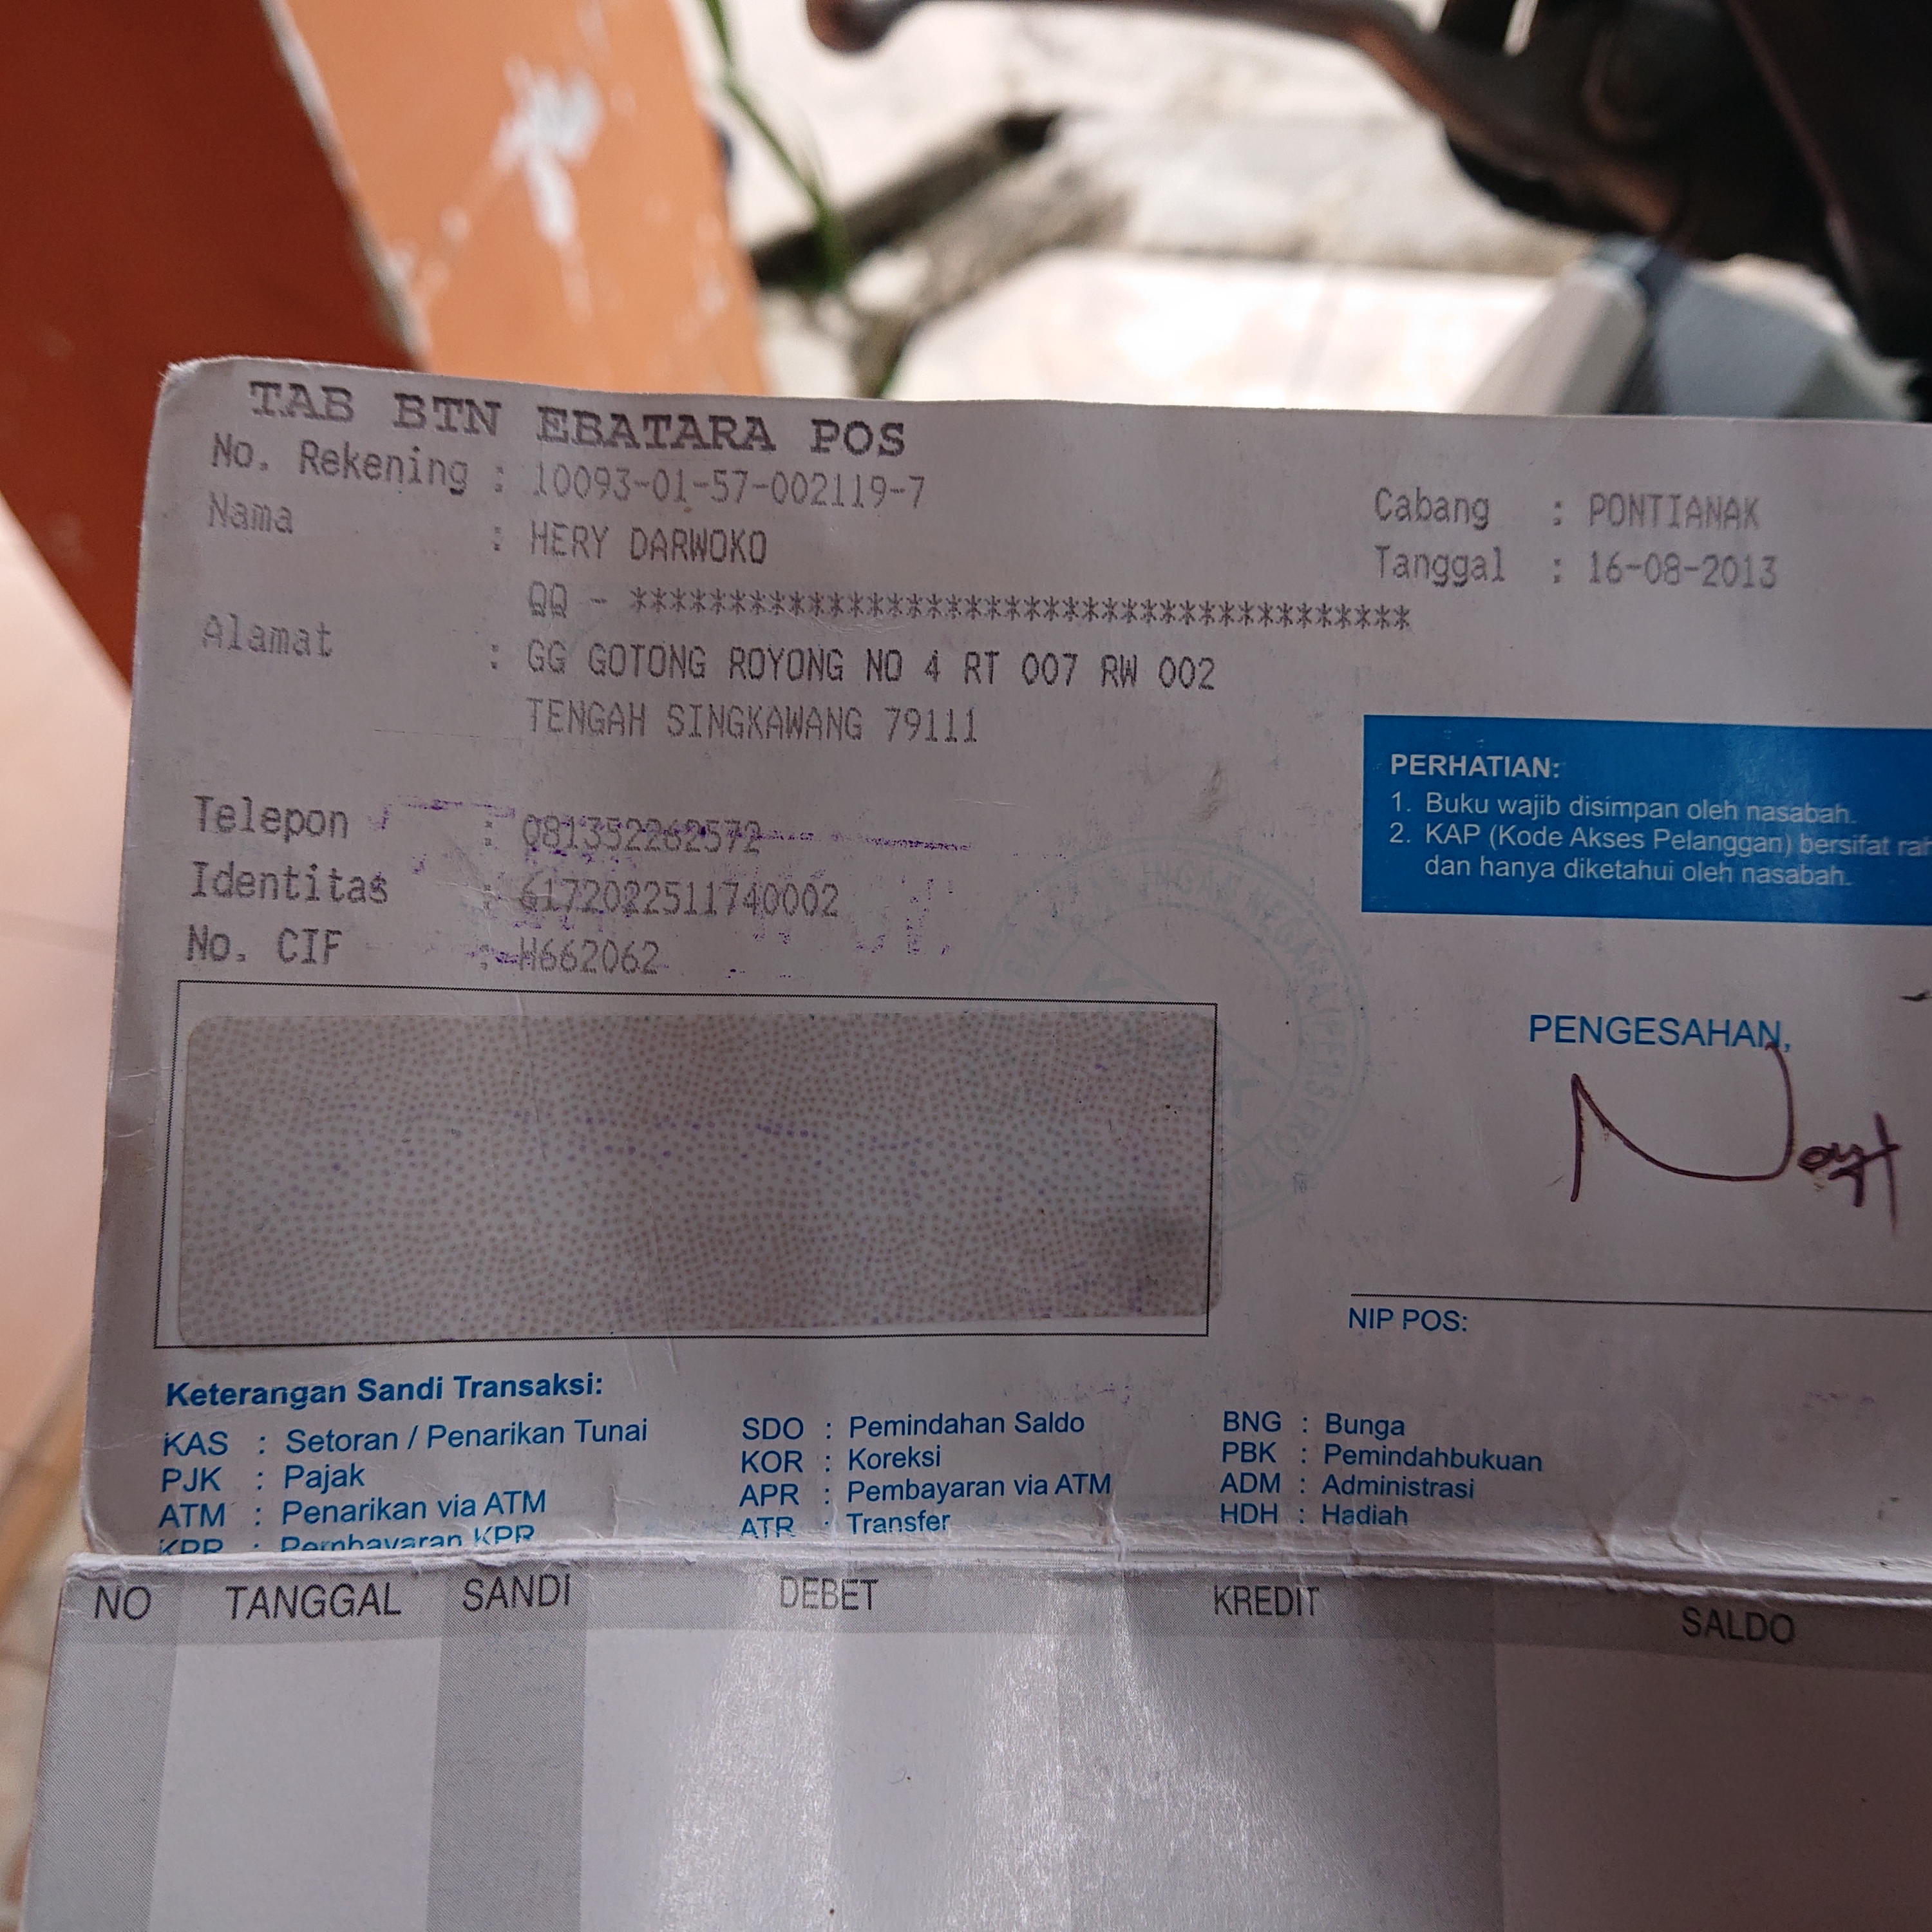 TAB BTN EBATARA POS
No. Rekening : 10093-01-57-002119-7
Nama : HERY DARWOKO
QQ - ***************************************
Cabang : PONTIANAK
Tanggal : 16-08-2013
Alamat : GG GOTONG ROYONG NO 4 RT 007 RW 002
TENGAH SINGKAWANG 79111
Telepon : 081352262572
Identitas : 6172022511740002
No. CIF : H662062
PERHATIAN:
1. Buku wajib disimpan oleh nasabah.
2. KAP (Kode Akses Pelanggan) bersifat rah
dan hanya diketahui oleh nasabah.
PENGESAHAN,
NIP POS:
Keterangan Sandi Transaksi:
KAS : Setoran / Penarikan Tunai
PJK : Pajak
ATM : Penarikan via ATM
KPR : Pembayaran KPR
SDO : Pemindahan Saldo
KOR : Koreksi
APR : Pembayaran via ATM
ATR : Transfer
BNG : Bunga
PBK : Pemindahbukuan
ADM : Administrasi
HDH : Hadiah
NO TANGGAL SANDI DEBET KREDIT SALDO